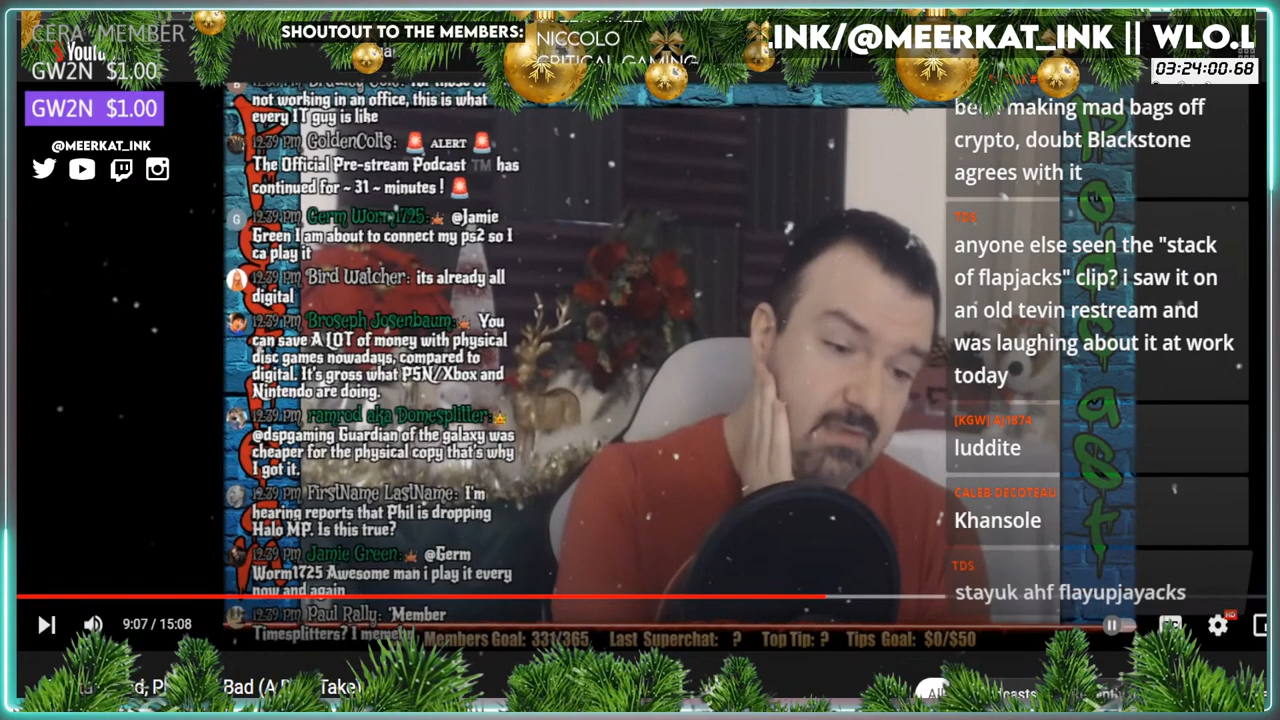 CERA MEMBER
GW2N $1.00
GW2N $1.00
@MEERKAT_INK
SHOUTOUT TO THE MEMBERS:
NICCOLO
CRITICAL GAMING
.INK/@MEERKAT_INK || WLO.L
03:24:00.68
not working in an office, this is what
every IT guy is like
12:39 PM GoldenColts: 🚨 ALERT 🚨
The Official Pre-stream Podcast ™ has
continued for ~ 31 ~ minutes ! 🚨
G 12:39 PM Germ Worm1725: @Jamie
Green I am about to connect my ps2 so I
ca play it
12:39 PM Bird Watcher: its already all
digital
12:39 PM Broseph Josenbaum: You
can save A LOT of money with physical
disc games nowadays, compared to
digital. It's gross what PSN/Xbox and
Nintendo are doing.
12:39 PM ramrod aka Domesplitter:
@dspgaming Guardian of the galaxy was
cheaper for the physical copy that's why
I got it.
12:39 PM FirstName LastName: I'm
hearing reports that Phil is dropping
Halo MP. Is this true?
12:39 PM Jamie Green: @Germ
Worm1725 Awesome man i play it every
now and again
12:39 PM Paul Rally: 'Member
Timesplitters? I memeh!
making mad bags off
crypto, doubt Blackstone
agrees with it
TDS
anyone else seen the "stack
of flapjacks" clip? i saw it on
an old tevin restream and
was laughing about it at work
today
[KGW] AJ1874
luddite
CALEB DECOTEAU
Khansole
TDS
stayuk ahf flayupjayacks
9:07 / 15:08
HD
Members Goal: 331/365 Last Superchat: ? Top Tip: ? Tips Goal: $0/$50
Bad (A
Take)